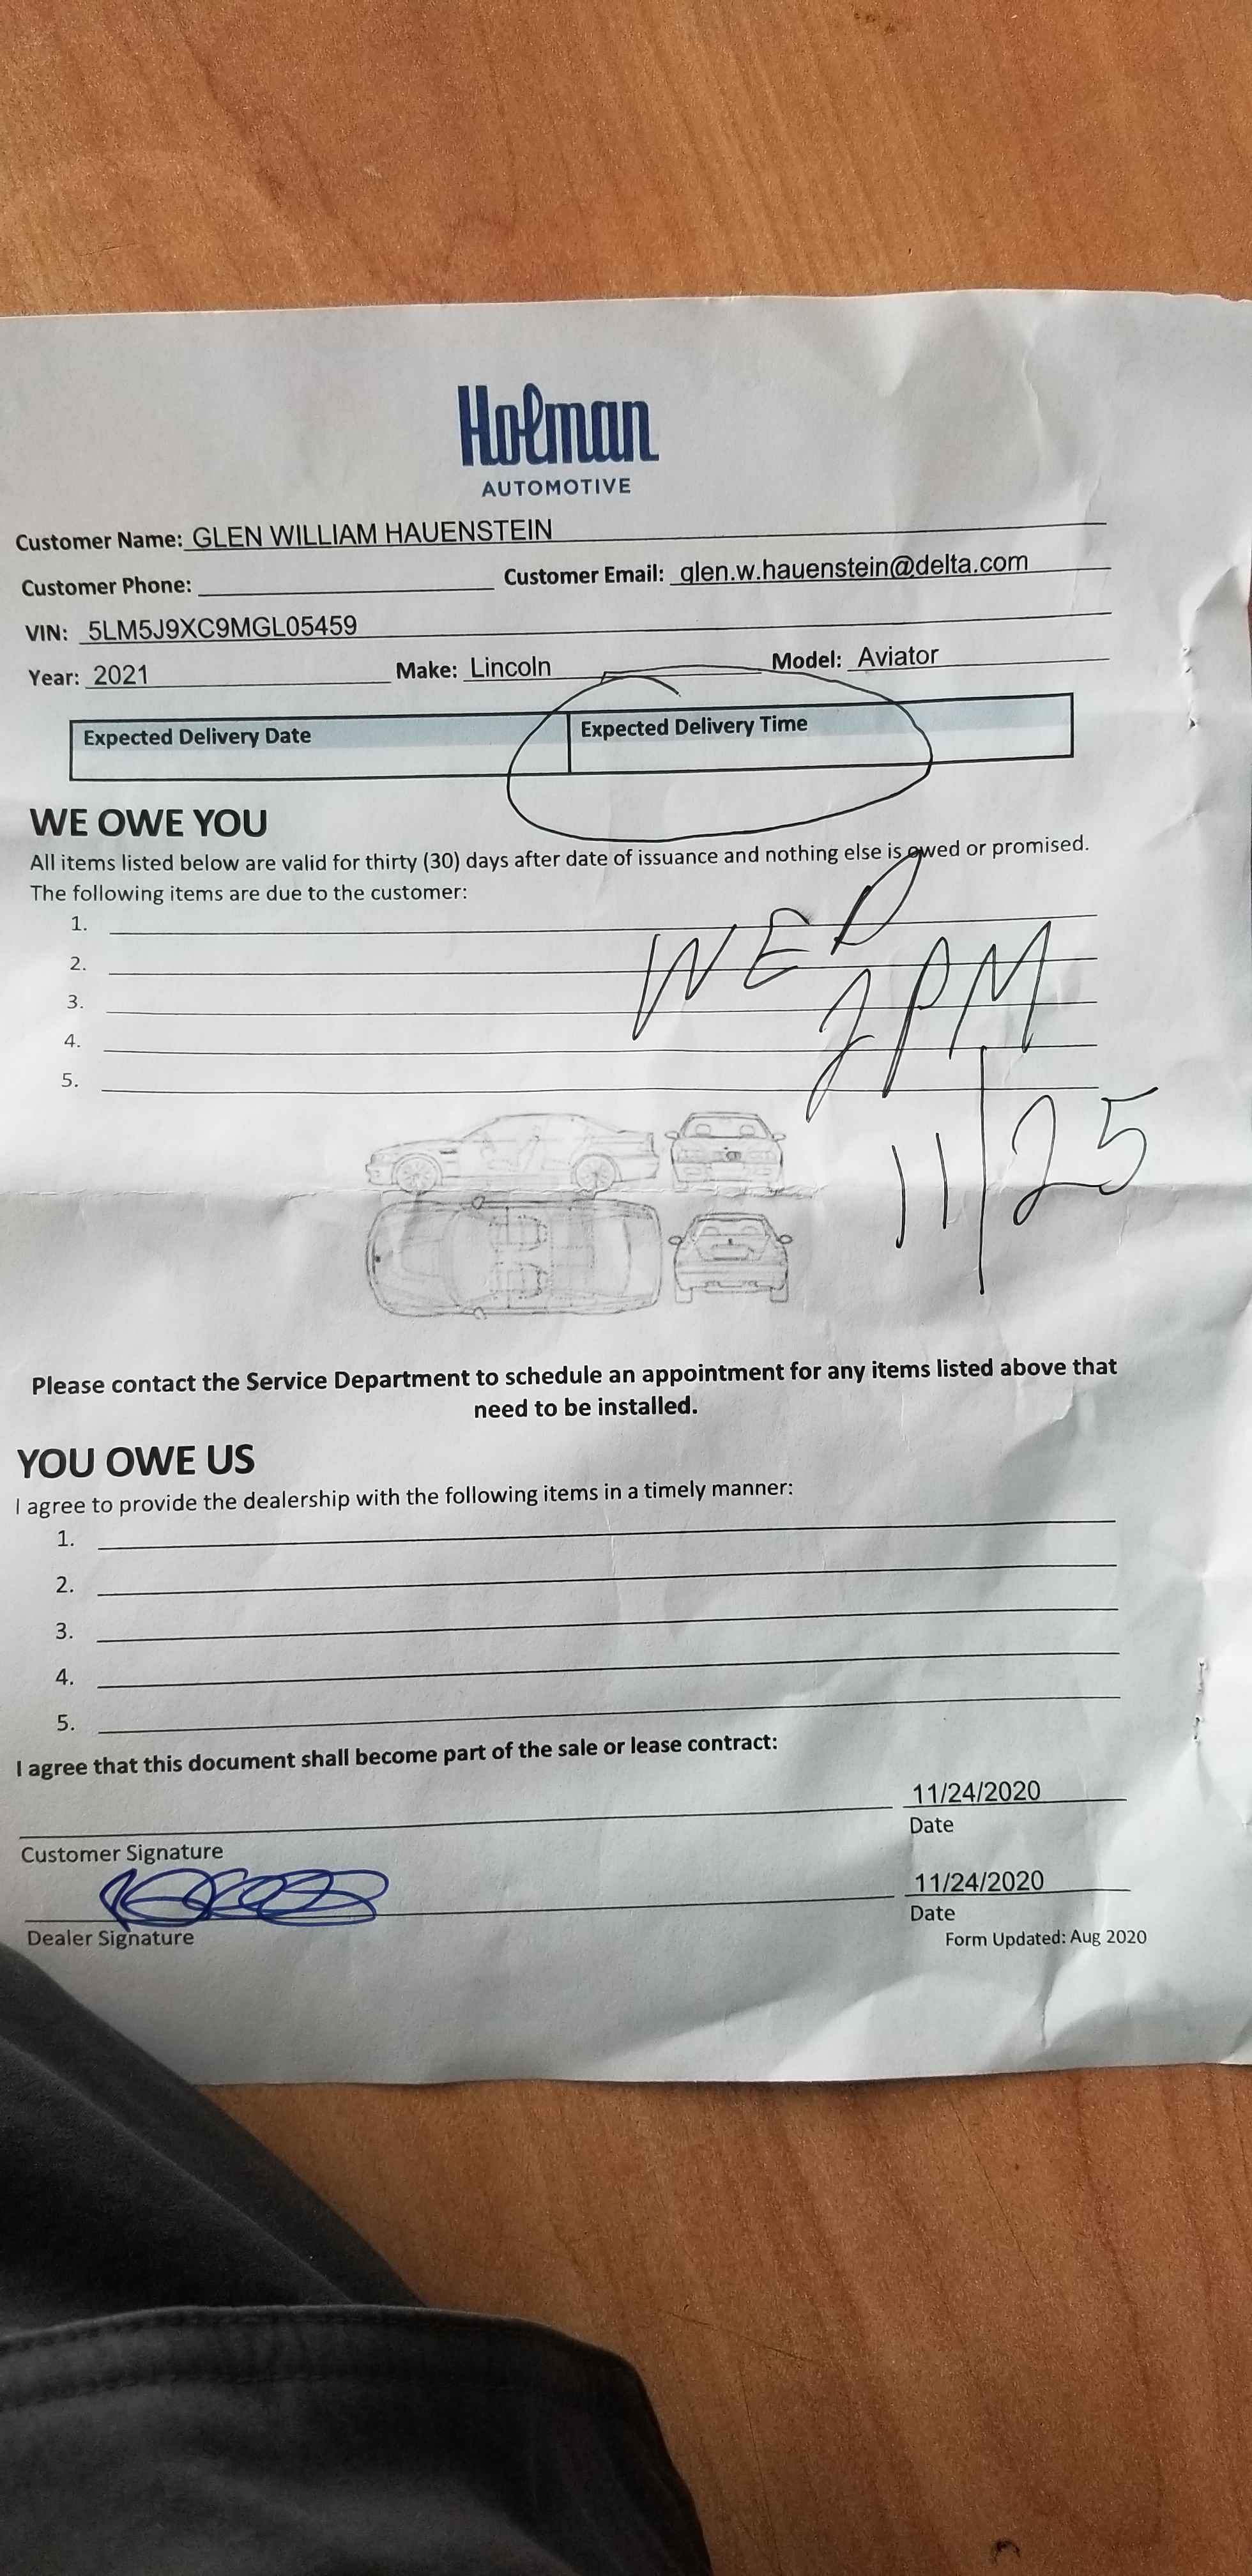 Holman
AUTOMOTIVE
Customer Name: GLEN WILLIAM HAUENSTEIN
Customer Phone: Customer Email: glen.w.hauenstein@delta.com
VIN: 5LM5J9XC9MGL05459
Year: 2021 Make: Lincoln Model: Aviator
Expected Delivery Date Expected Delivery Time
WE OWE YOU
All items listed below are valid for thirty (30) days after date of issuance and nothing else is owed or promised.
The following items are due to the customer:
1.
2.
3.
4.
5.
WED
2PM
11/25
Please contact the Service Department to schedule an appointment for any items listed above that
need to be installed.
YOU OWE US
I agree to provide the dealership with the following items in a timely manner:
1.
2.
3.
4.
5.
I agree that this document shall become part of the sale or lease contract:
11/24/2020
Customer Signature Date
11/24/2020
Dealer Signature Date
Form Updated: Aug 2020